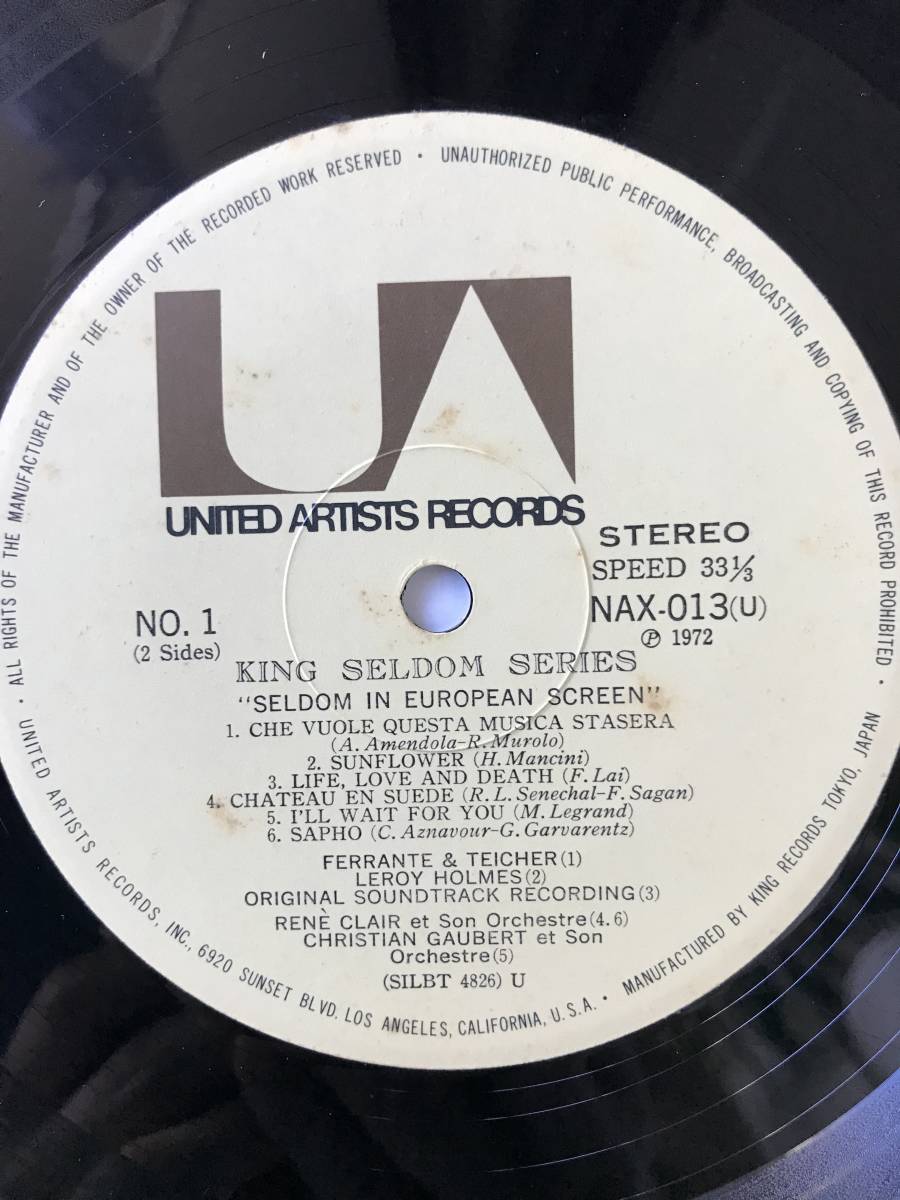 ALL RIGHTS OF THE MANUFACTURER AND OF THE OWNER OF THE RECORDED WORK RESERVED • UNAUTHORIZED PUBLIC PERFORMANCE, BROADCASTING AND COPYING OF THIS RECORD PROHIBITED •
UA
UNITED ARTISTS RECORDS
STEREO
SPEED 33⅓
NAX-013(U)
℗ 1972
NO. 1
(2 Sides)
KING SELDOM SERIES
"SELDOM IN EUROPEAN SCREEN"
1. CHE VUOLE QUESTA MUSICA STASERA
(A. Amendola-R. Murolo)
2. SUNFLOWER (H. Mancini)
3. LIFE, LOVE AND DEATH (F. Lai)
4. CHATEAU EN SUEDE (R. L. Senechal-F. Sagan)
5. I'LL WAIT FOR YOU (M. Legrand)
6. SAPHO (C. Aznavour-G. Garvarentz)
FERRANTE & TEICHER (1)
LEROY HOLMES (2)
ORIGINAL SOUNDTRACK RECORDING (3)
RENÈ CLAIR et Son Orchestre (4. 6)
CHRISTIAN GAUBERT et Son
Orchestre (5)
(SILBT 4826) U
UNITED ARTISTS RECORDS, INC., 6920 SUNSET BLVD. LOS ANGELES, CALIFORNIA, U.S.A. • MANUFACTURED BY KING RECORDS TOKYO, JAPAN